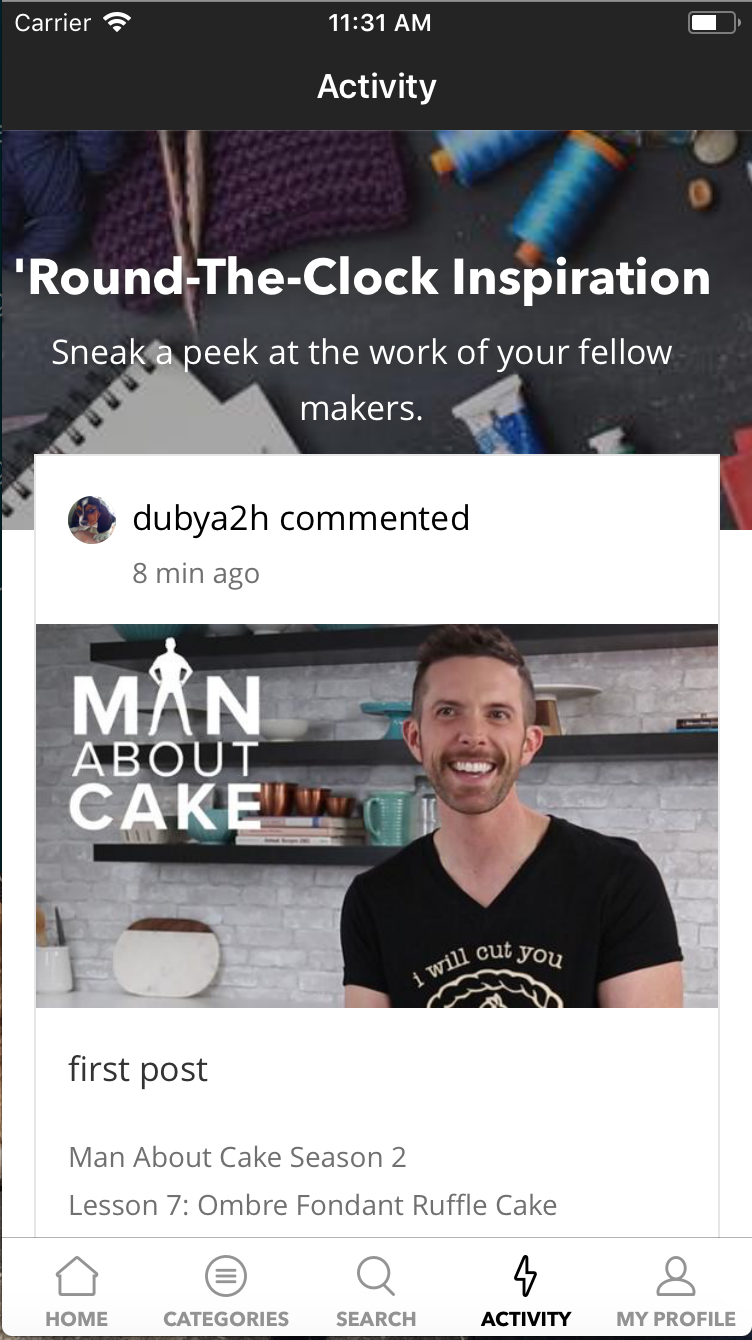 Carrier 11:31 AM
Activity
'Round-The-Clock Inspiration
Sneak a peek at the work of your fellow
makers.
dubya2h commented
8 min ago
MAN
ABOUT
CAKE
i will cut you
first post
Man About Cake Season 2
Lesson 7: Ombre Fondant Ruffle Cake
HOME CATEGORIES SEARCH ACTIVITY MY PROFILE